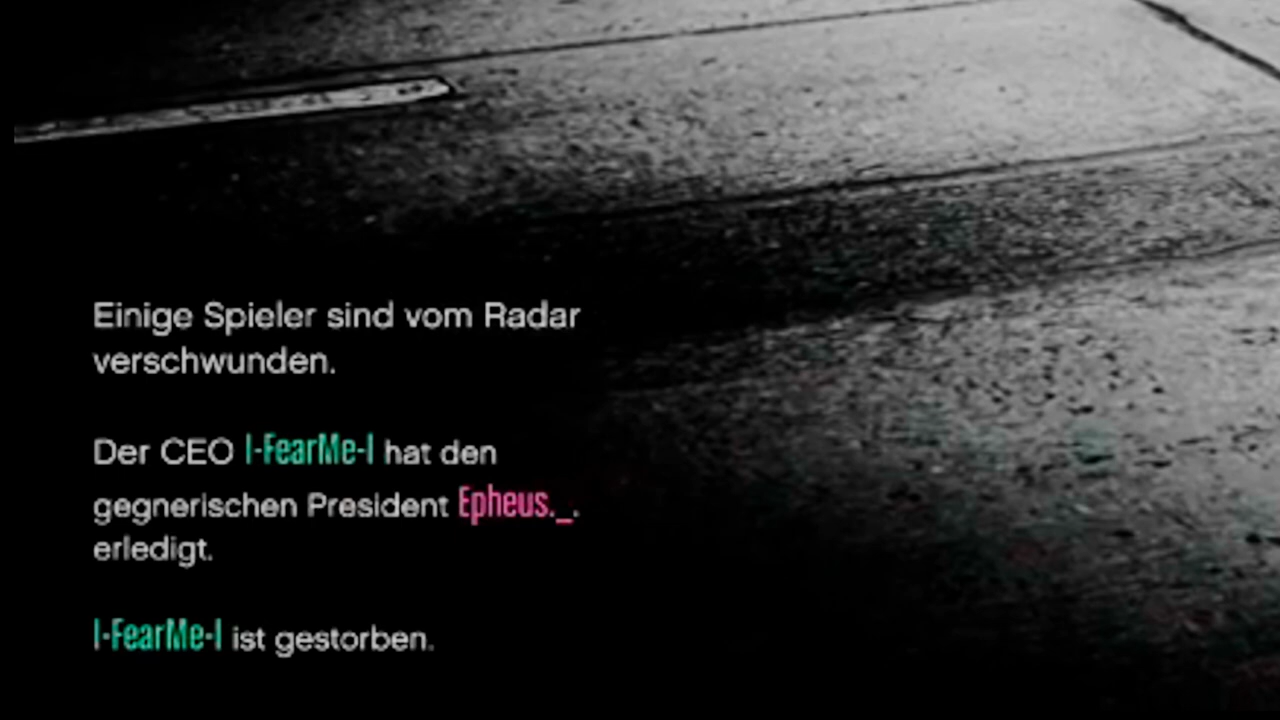 Einige Spieler sind vom Radar
verschwunden.
Der CEO I-FearMe-I hat den
gegnerischen President Epheus._.
erledigt.
I-FearMe-I ist gestorben.